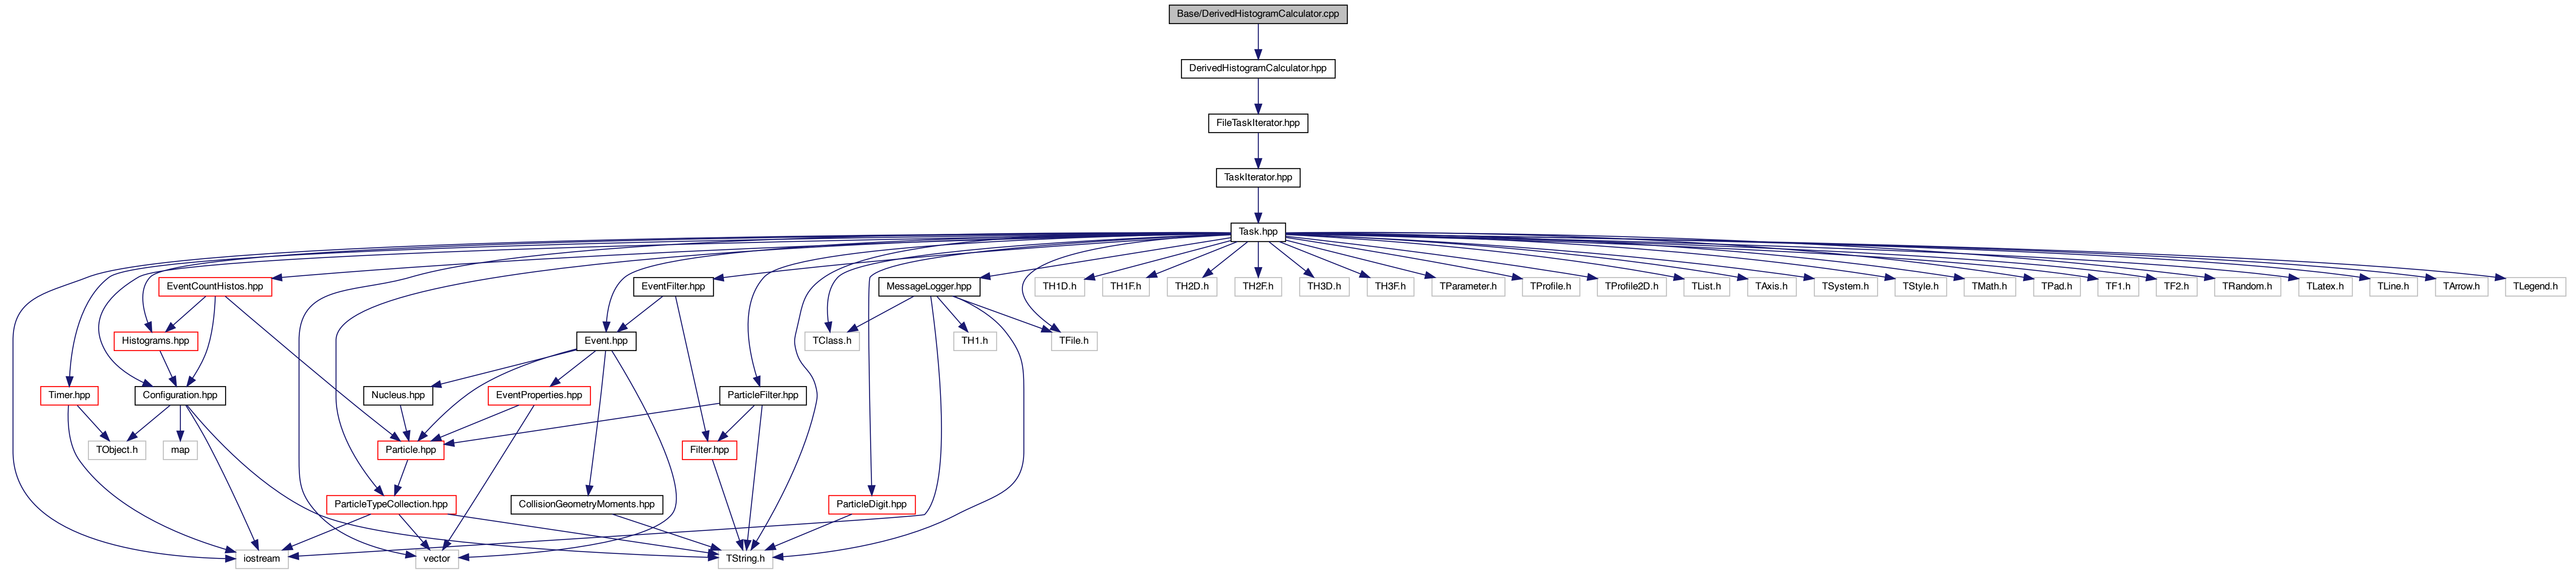 Base/DerivedHistogramCalculator.cpp
DerivedHistogramCalculator.hpp
FileTaskIterator.hpp
TaskIterator.hpp
Task.hpp
EventCountHistos.hpp
EventFilter.hpp
MessageLogger.hpp
TH1D.h
TH1F.h
TH2D.h
TH2F.h
TH3D.h
TH3F.h
TParameter.h
TProfile.h
TProfile2D.h
TList.h
TAxis.h
TSystem.h
TStyle.h
TMath.h
TPad.h
TF1.h
TF2.h
TRandom.h
TLatex.h
TLine.h
TArrow.h
TLegend.h
Histograms.hpp
Event.hpp
TClass.h
TH1.h
TFile.h
Timer.hpp
Configuration.hpp
Nucleus.hpp
EventProperties.hpp
ParticleFilter.hpp
TObject.h
map
Particle.hpp
Filter.hpp
ParticleTypeCollection.hpp
CollisionGeometryMoments.hpp
ParticleDigit.hpp
iostream
vector
TString.h